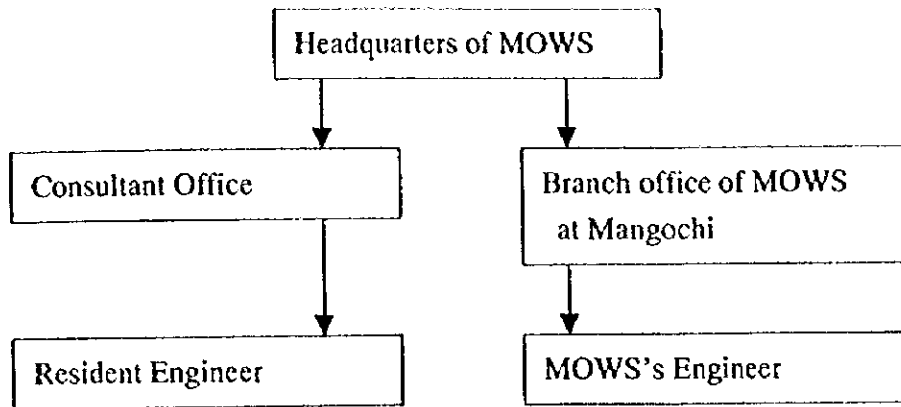 Headquarters of MOWS
Consultant Office
Branch office of MOWS
at Mangochi
Resident Engineer
MOWS's Engineer